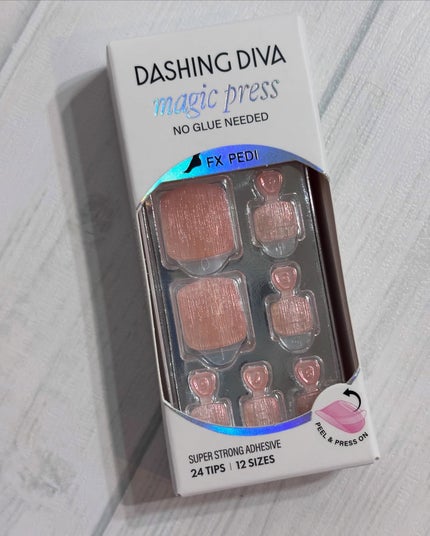 DASHING DIVA
magic press
NO GLUE NEEDED
FX PEDI
PEEL & PRESS ON
SUPER STRONG ADHESIVE
24 TIPS | 12 SIZES